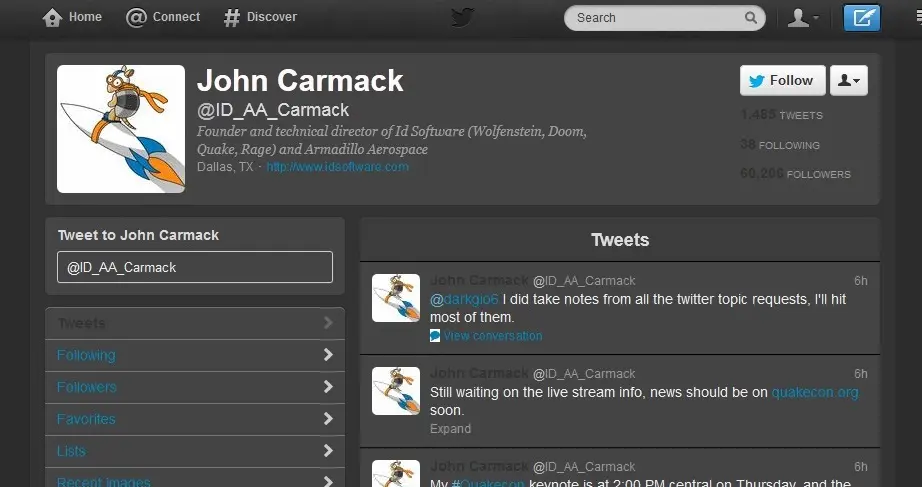 Home
Connect
Discover
Search
John Carmack
@ID_AA_Carmack
Founder and technical director of Id Software (Wolfenstein, Doom,
Quake, Rage) and Armadillo Aerospace
Dallas, TX · http://www.idsoftware.com
Follow
1,485 TWEETS
38 FOLLOWING
60,206 FOLLOWERS
Tweet to John Carmack
@ID_AA_Carmack
Tweets
Following
Followers
Favorites
Lists
Recent images
Tweets
John Carmack @ID_AA_Carmack 6h
@darkgio6 I did take notes from all the twitter topic requests, I'll hit
most of them.
View conversation
John Carmack @ID_AA_Carmack 6h
Still waiting on the live stream info, news should be on quakecon.org
soon.
Expand
John Carmack @ID_AA_Carmack 6h
My #Quakecon keynote is at 2:00 PM central on Thursday, and the